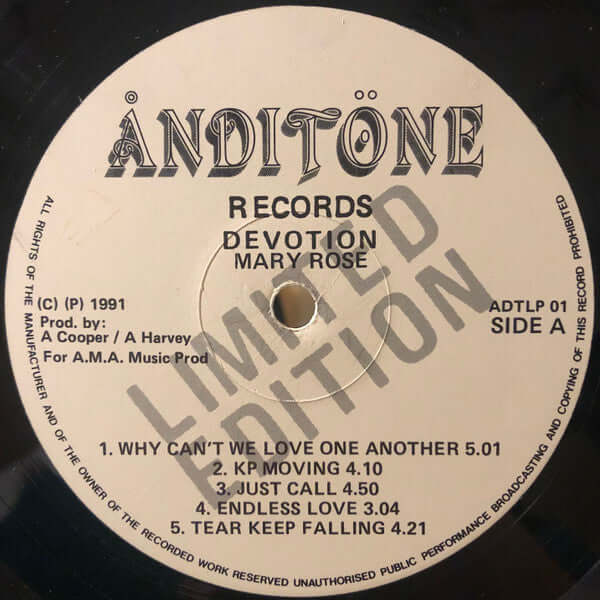 ÅNDITÖNE
RECORDS
DEVOTION
MARY ROSE
LIMITED
EDITION
(C) (P) 1991
Prod. by:
A Cooper / A Harvey
For A.M.A. Music Prod
ADTLP 01
SIDE A
1. WHY CAN'T WE LOVE ONE ANOTHER 5.01
2. KP MOVING 4.10
3. JUST CALL 4.50
4. ENDLESS LOVE 3.04
5. TEAR KEEP FALLING 4.21
ALL RIGHTS OF THE MANUFACTURER AND OF THE OWNER OF THE RECORDED WORK RESERVED UNAUTHORISED PUBLIC PERFORMANCE BROADCASTING AND COPYING OF THIS RECORD PROHIBITED